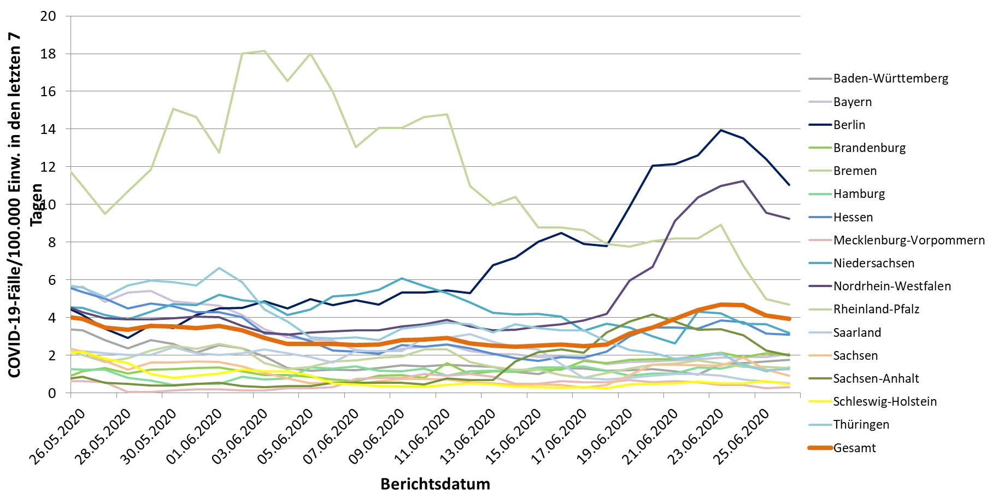 COVID-19-Fälle/100.000 Einw. in den letzten 7
Tagen
20
18
16
14
12
10
8
6
4
2
0
26.05.2020
28.05.2020
30.05.2020
01.06.2020
03.06.2020
05.06.2020
07.06.2020
09.06.2020
11.06.2020
13.06.2020
15.06.2020
17.06.2020
19.06.2020
21.06.2020
23.06.2020
25.06.2020
Berichtsdatum
Baden-Württemberg
Bayern
Berlin
Brandenburg
Bremen
Hamburg
Hessen
Mecklenburg-Vorpommern
Niedersachsen
Nordrhein-Westfalen
Rheinland-Pfalz
Saarland
Sachsen
Sachsen-Anhalt
Schleswig-Holstein
Thüringen
Gesamt